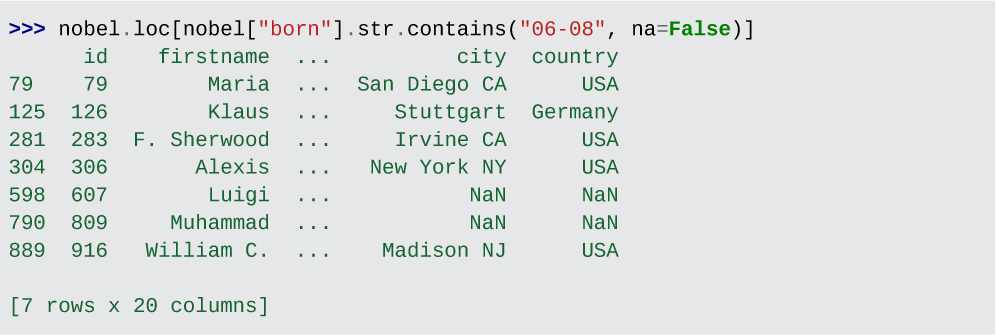 >>> nobel.loc[nobel["born"].str.contains("06-08", na=False)]
      id    firstname  ...          city  country
79    79        Maria  ...  San Diego CA      USA
125  126        Klaus  ...     Stuttgart  Germany
281  283  F. Sherwood  ...     Irvine CA      USA
304  306       Alexis  ...   New York NY      USA
598  607        Luigi  ...           NaN      NaN
790  809     Muhammad  ...           NaN      NaN
889  916   William C.  ...    Madison NJ      USA

[7 rows x 20 columns]